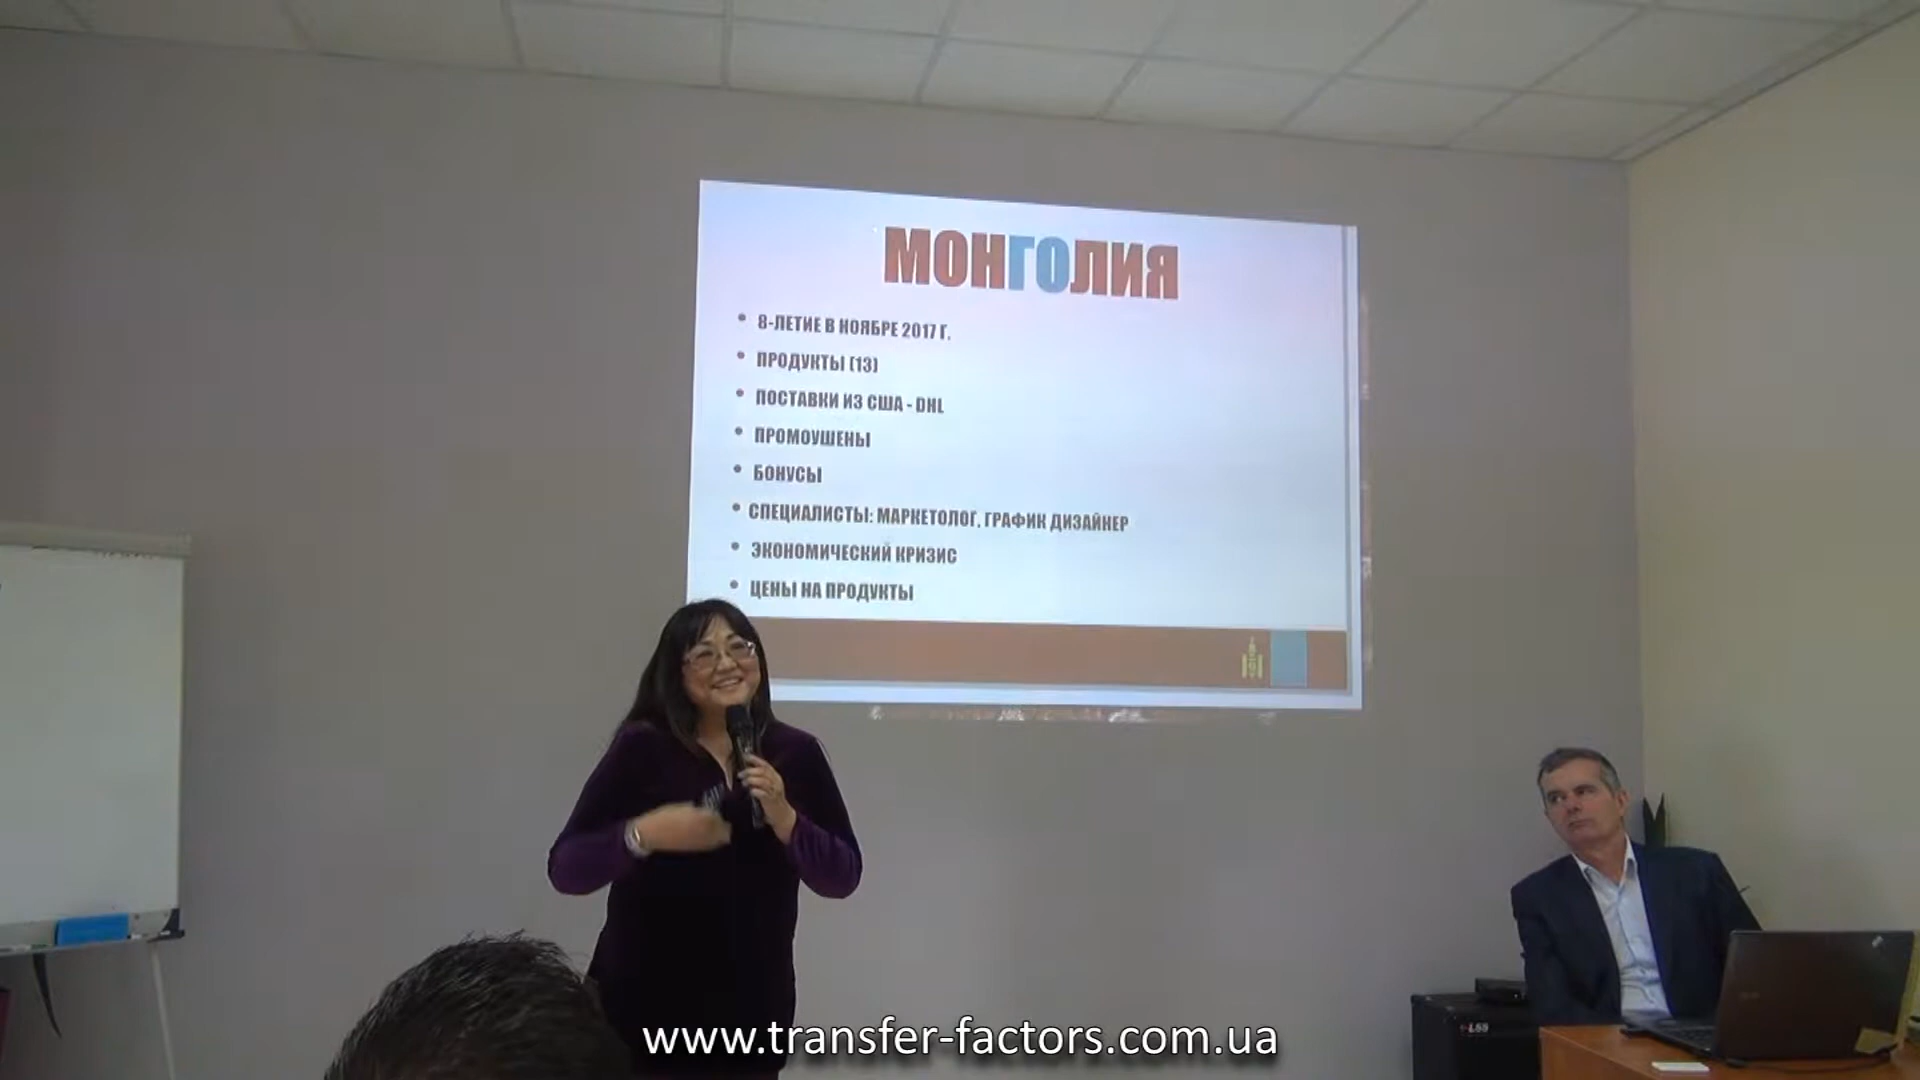 МОНГОЛИЯ
• 8-ЛЕТИЕ В НОЯБРЕ 2017 Г.
• ПРОДУКТЫ (13)
• ПОСТАВКИ ИЗ США - DHL
• ПРОМОУШЕНЫ
• БОНУСЫ
• СПЕЦИАЛИСТЫ: МАРКЕТОЛОГ, ГРАФИК ДИЗАЙНЕР
• ЭКОНОМИЧЕСКИЙ КРИЗИС
• ЦЕНЫ НА ПРОДУКТЫ
www.transfer-factors.com.ua